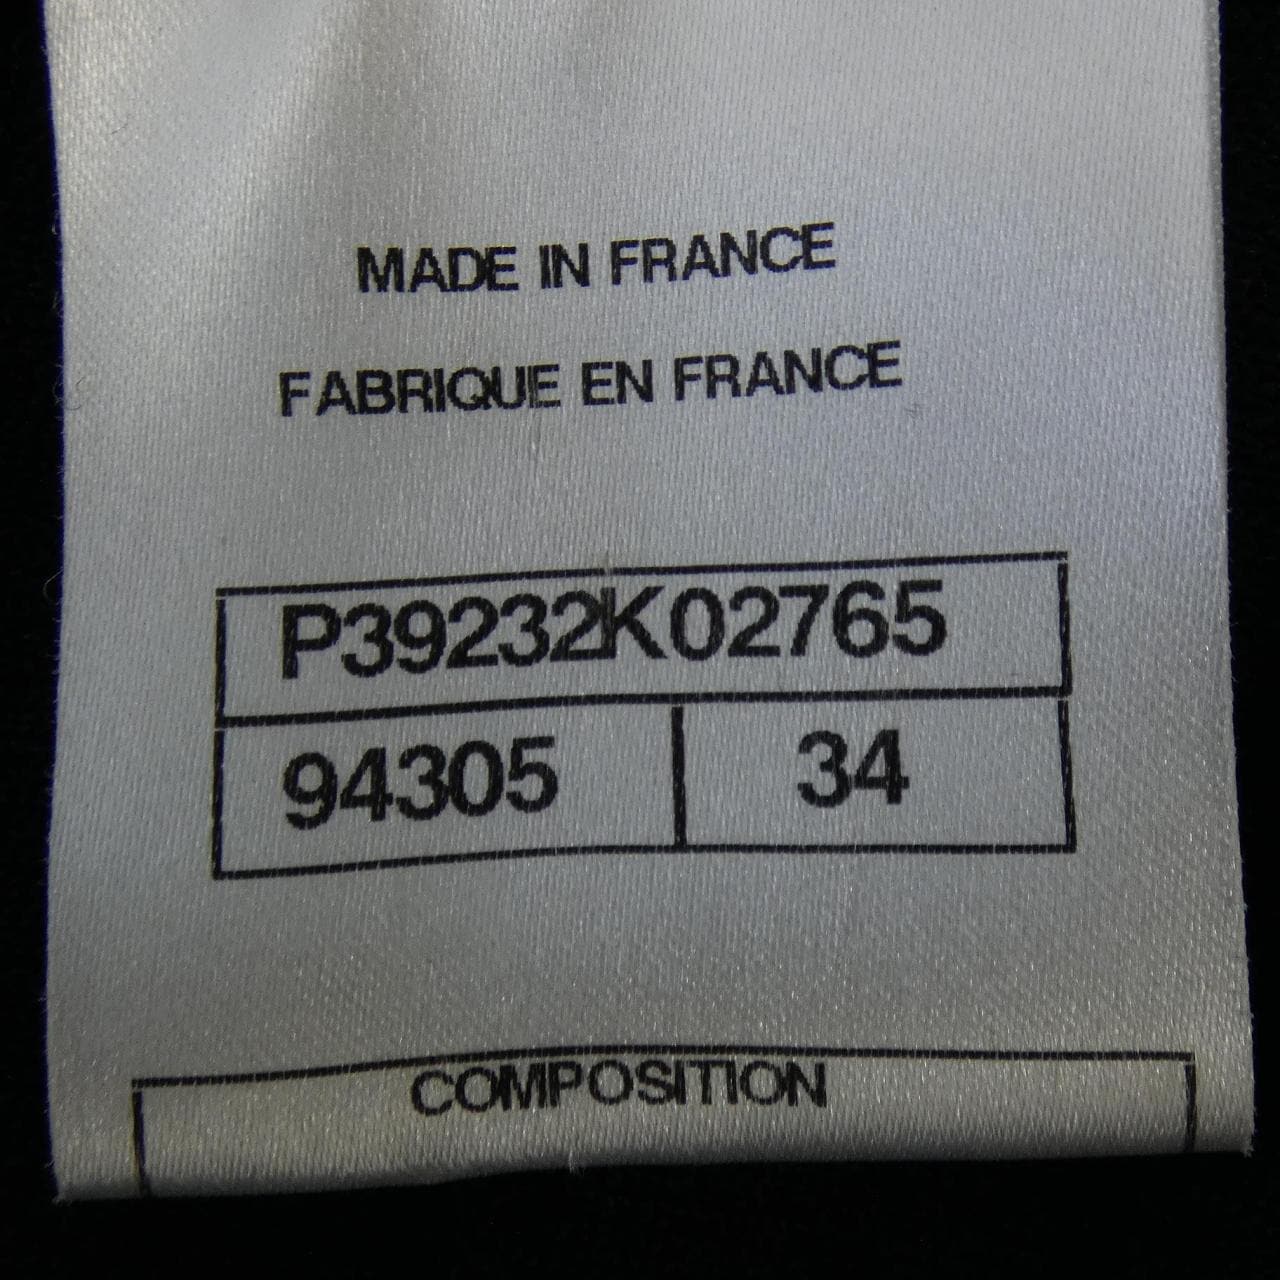 MADE IN FRANCE
FABRIQUE EN FRANCE
P39232K02765
94305 34
COMPOSITION